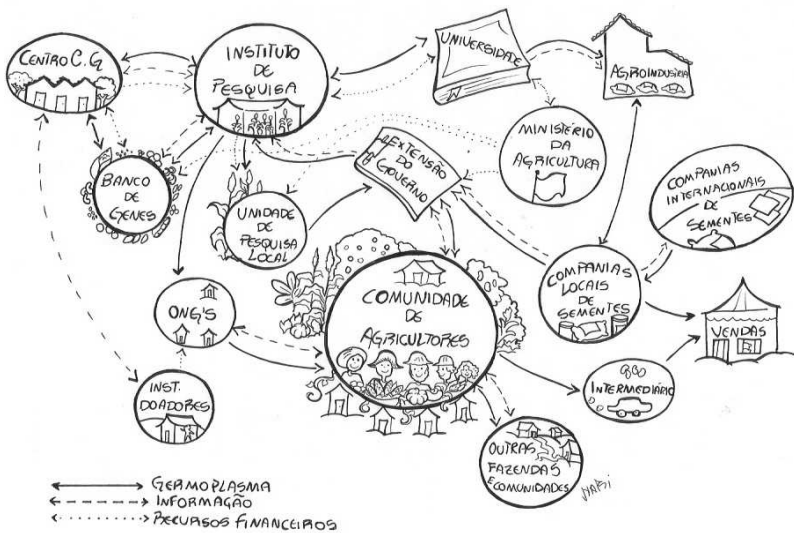 CENTRO C.G
INSTITUTO
DE
PESQUISA
UNIVERSIDADE
AGROINDUSTRIA
BANCO
DE
GENES
UNIDADE
DE
PESQUISA
LOCAL
EXTENSÃO
DO
GOVERNO
MINISTÉRIO
DA
AGRICULTURA
COMPANIAS
INTERNACIONAIS
DE
SEMENTES
ONG'S
COMUNIDADE
DE
AGRICULTORES
COMPANIAS
LOCAIS
DE
SEMENTES
VENDAS
INST.
DOADORES
INTERMEDIÁRIO
OUTRAS
FAZENDAS
E COMUNIDADES
GERMOPLASMA
INFORMAÇÃO
RECURSOS FINANCEIROS